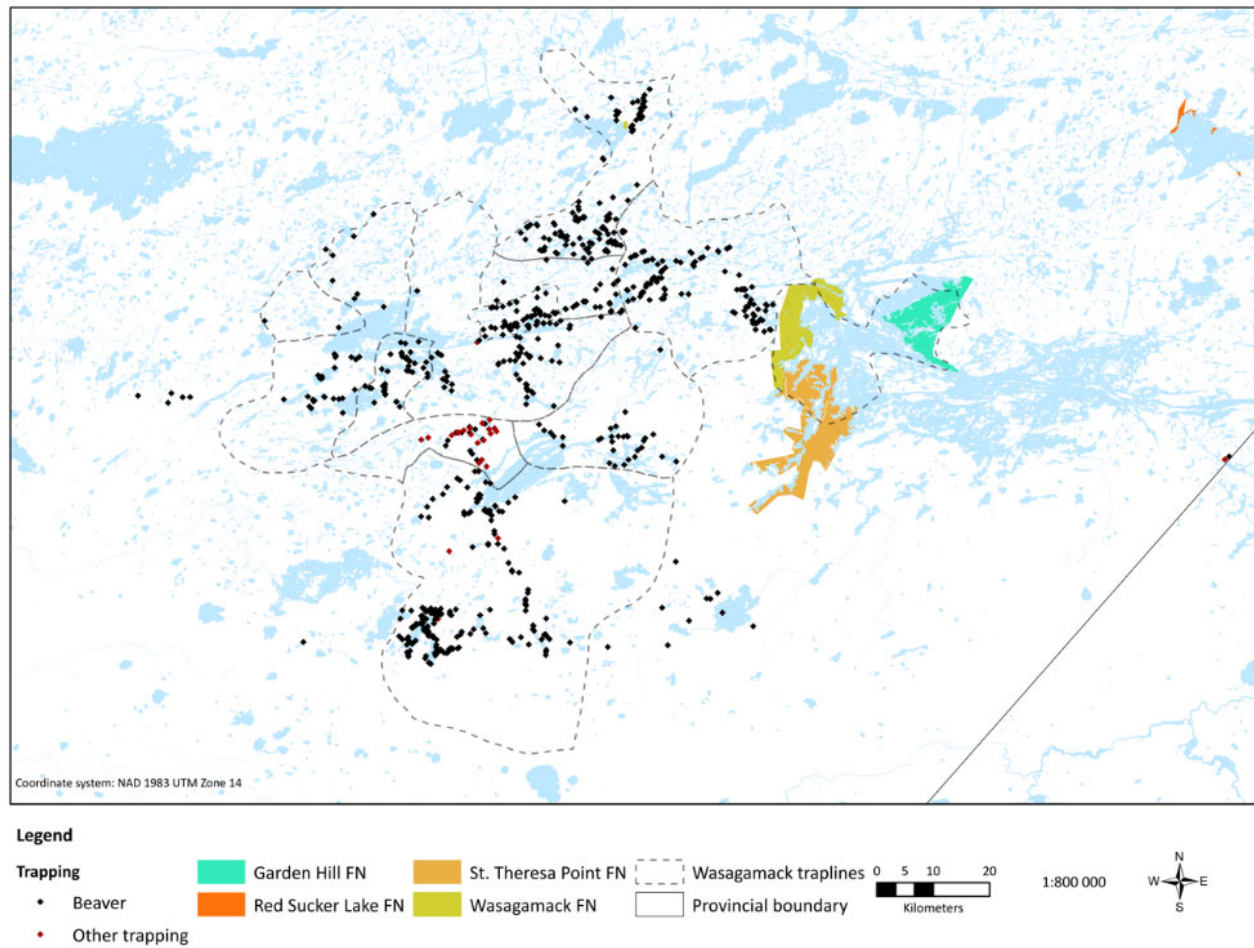 Coordinate system: NAD 1983 UTM Zone 14
Legend
Trapping
Beaver
Other trapping
Garden Hill FN
Red Sucker Lake FN
St. Theresa Point FN
Wasagamack FN
Wasagamack traplines
Provincial boundary
0 5 10 20
Kilometers
1:800 000
N
W E
S